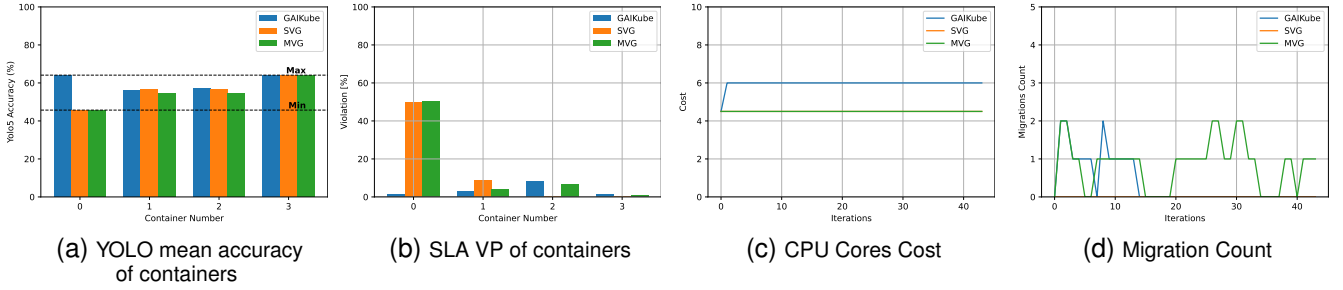 100
80
60
40
20
0
Yolo5 Accuracy (%)
0 1 2 3
Container Number
GAIKube
SVG
MVG
Max
Min
(a) YOLO mean accuracy
of containers
100
80
60
40
20
0
Violation [%]
0 1 2 3
Container Number
GAIKube
SVG
MVG
(b) SLA VP of containers
10
8
6
4
2
0
Cost
0 10 20 30 40
Iterations
GAIKube
SVG
MVG
(c) CPU Cores Cost
5
4
3
2
1
0
Migrations Count
0 10 20 30 40
Iterations
GAIKube
SVG
MVG
(d) Migration Count